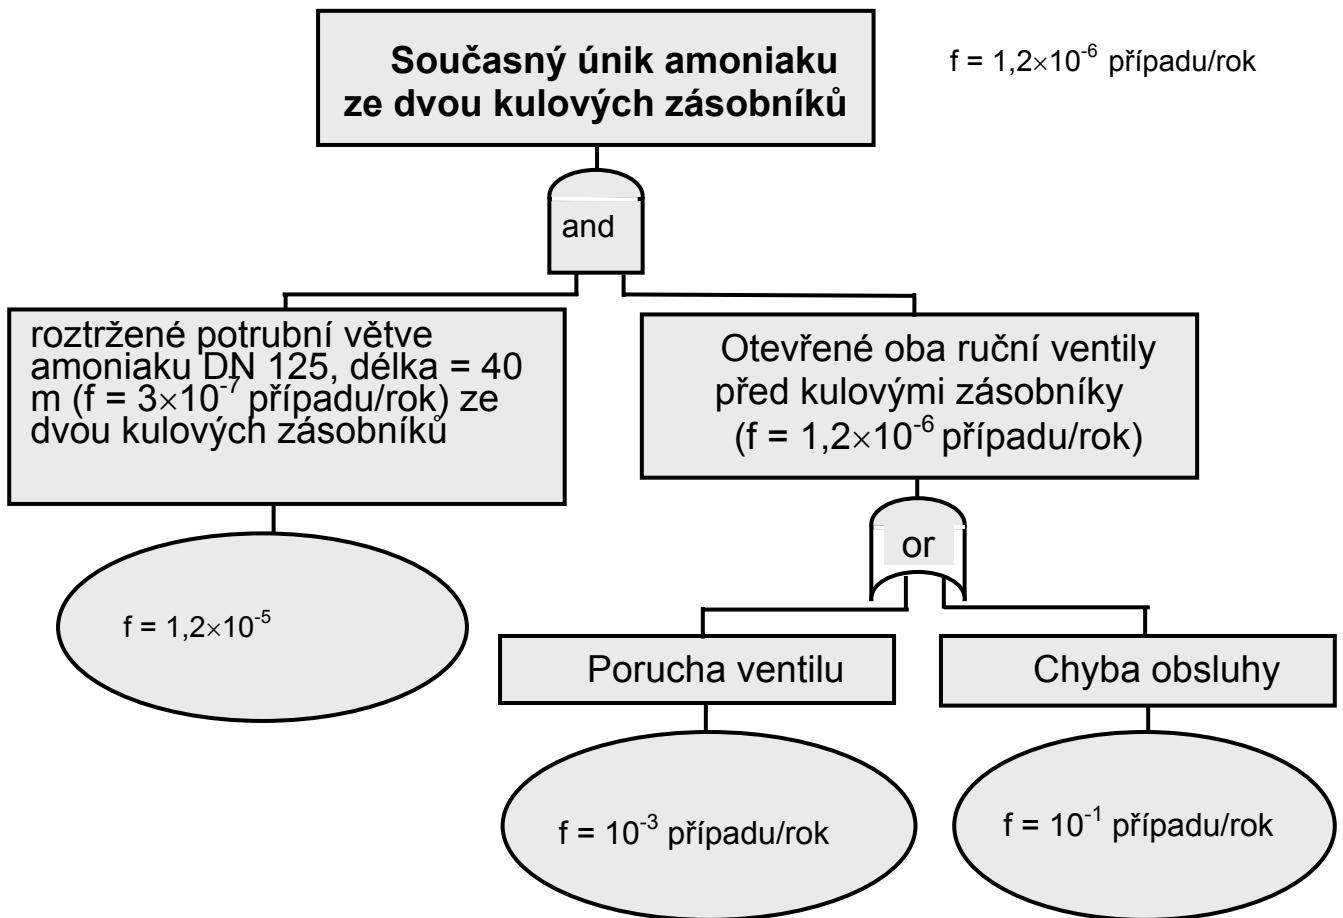 Současný únik amoniaku
ze dvou kulových zásobníků
f = 1,2×10⁻⁶ případu/rok
and
roztržené potrubní větve
amoniaku DN 125, délka = 40
m (f = 3×10⁻⁷ případu/rok) ze
dvou kulových zásobníků
Otevřené oba ruční ventily
před kulovými zásobníky
(f = 1,2×10⁻⁶ případu/rok)
or
f = 1,2×10⁻⁵
Porucha ventilu
Chyba obsluhy
f = 10⁻³ případu/rok
f = 10⁻¹ případu/rok